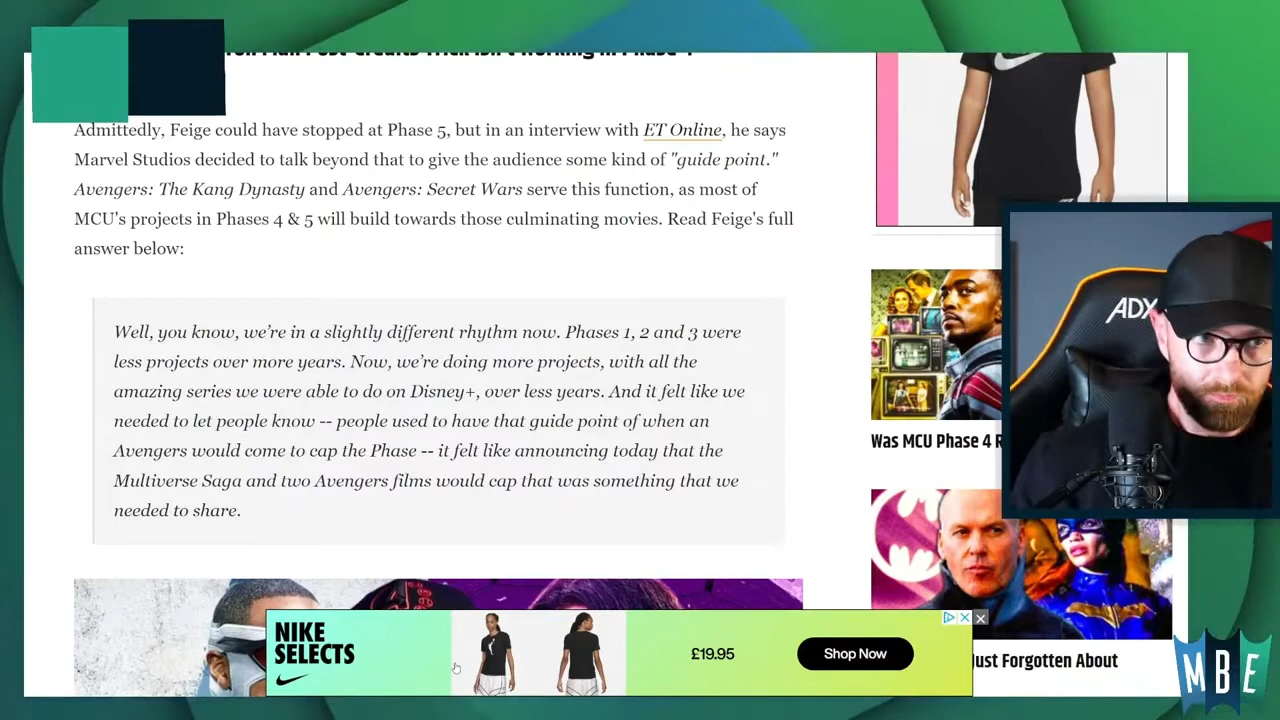 Post-Credits Trick Isn't Working In Phase 4
Admittedly, Feige could have stopped at Phase 5, but in an interview with ET Online, he says
Marvel Studios decided to talk beyond that to give the audience some kind of "guide point."
Avengers: The Kang Dynasty and Avengers: Secret Wars serve this function, as most of
MCU's projects in Phases 4 & 5 will build towards those culminating movies. Read Feige's full
answer below:
Well, you know, we're in a slightly different rhythm now. Phases 1, 2 and 3 were
less projects over more years. Now, we're doing more projects, with all the
amazing series we were able to do on Disney+, over less years. And it felt like we
needed to let people know -- people used to have that guide point of when an
Avengers would come to cap the Phase -- it felt like announcing today that the
Multiverse Saga and two Avengers films would cap that was something that we
needed to share.
ADX
Was MCU Phase 4 R
NIKE
SELECTS
£19.95
Shop Now
Just Forgotten About
MBE